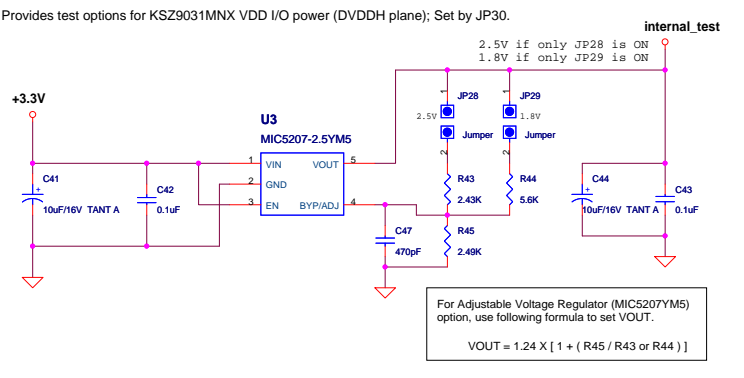 Provides test options for KSZ9031MNX VDD I/O power (DVDDH plane); Set by JP30.
internal_test
2.5V if only JP28 is ON
1.8V if only JP29 is ON
+3.3V
U3
MIC5207-2.5YM5
1
VIN
VOUT
5
2
GND
3
EN
BYP/ADJ
4
C41
+
10uF/16V TANT A
C42
0.1uF
1
JP28
2.5V
Jumper
2
1
JP29
1.8V
Jumper
2
R43
2.43K
R44
5.6K
C47
470pF
R45
2.49K
C44
+
10uF/16V TANT A
C43
0.1uF
For Adjustable Voltage Regulator (MIC5207YM5)
option, use following formula to set VOUT.
VOUT = 1.24 X [ 1 + ( R45 / R43 or R44 ) ]